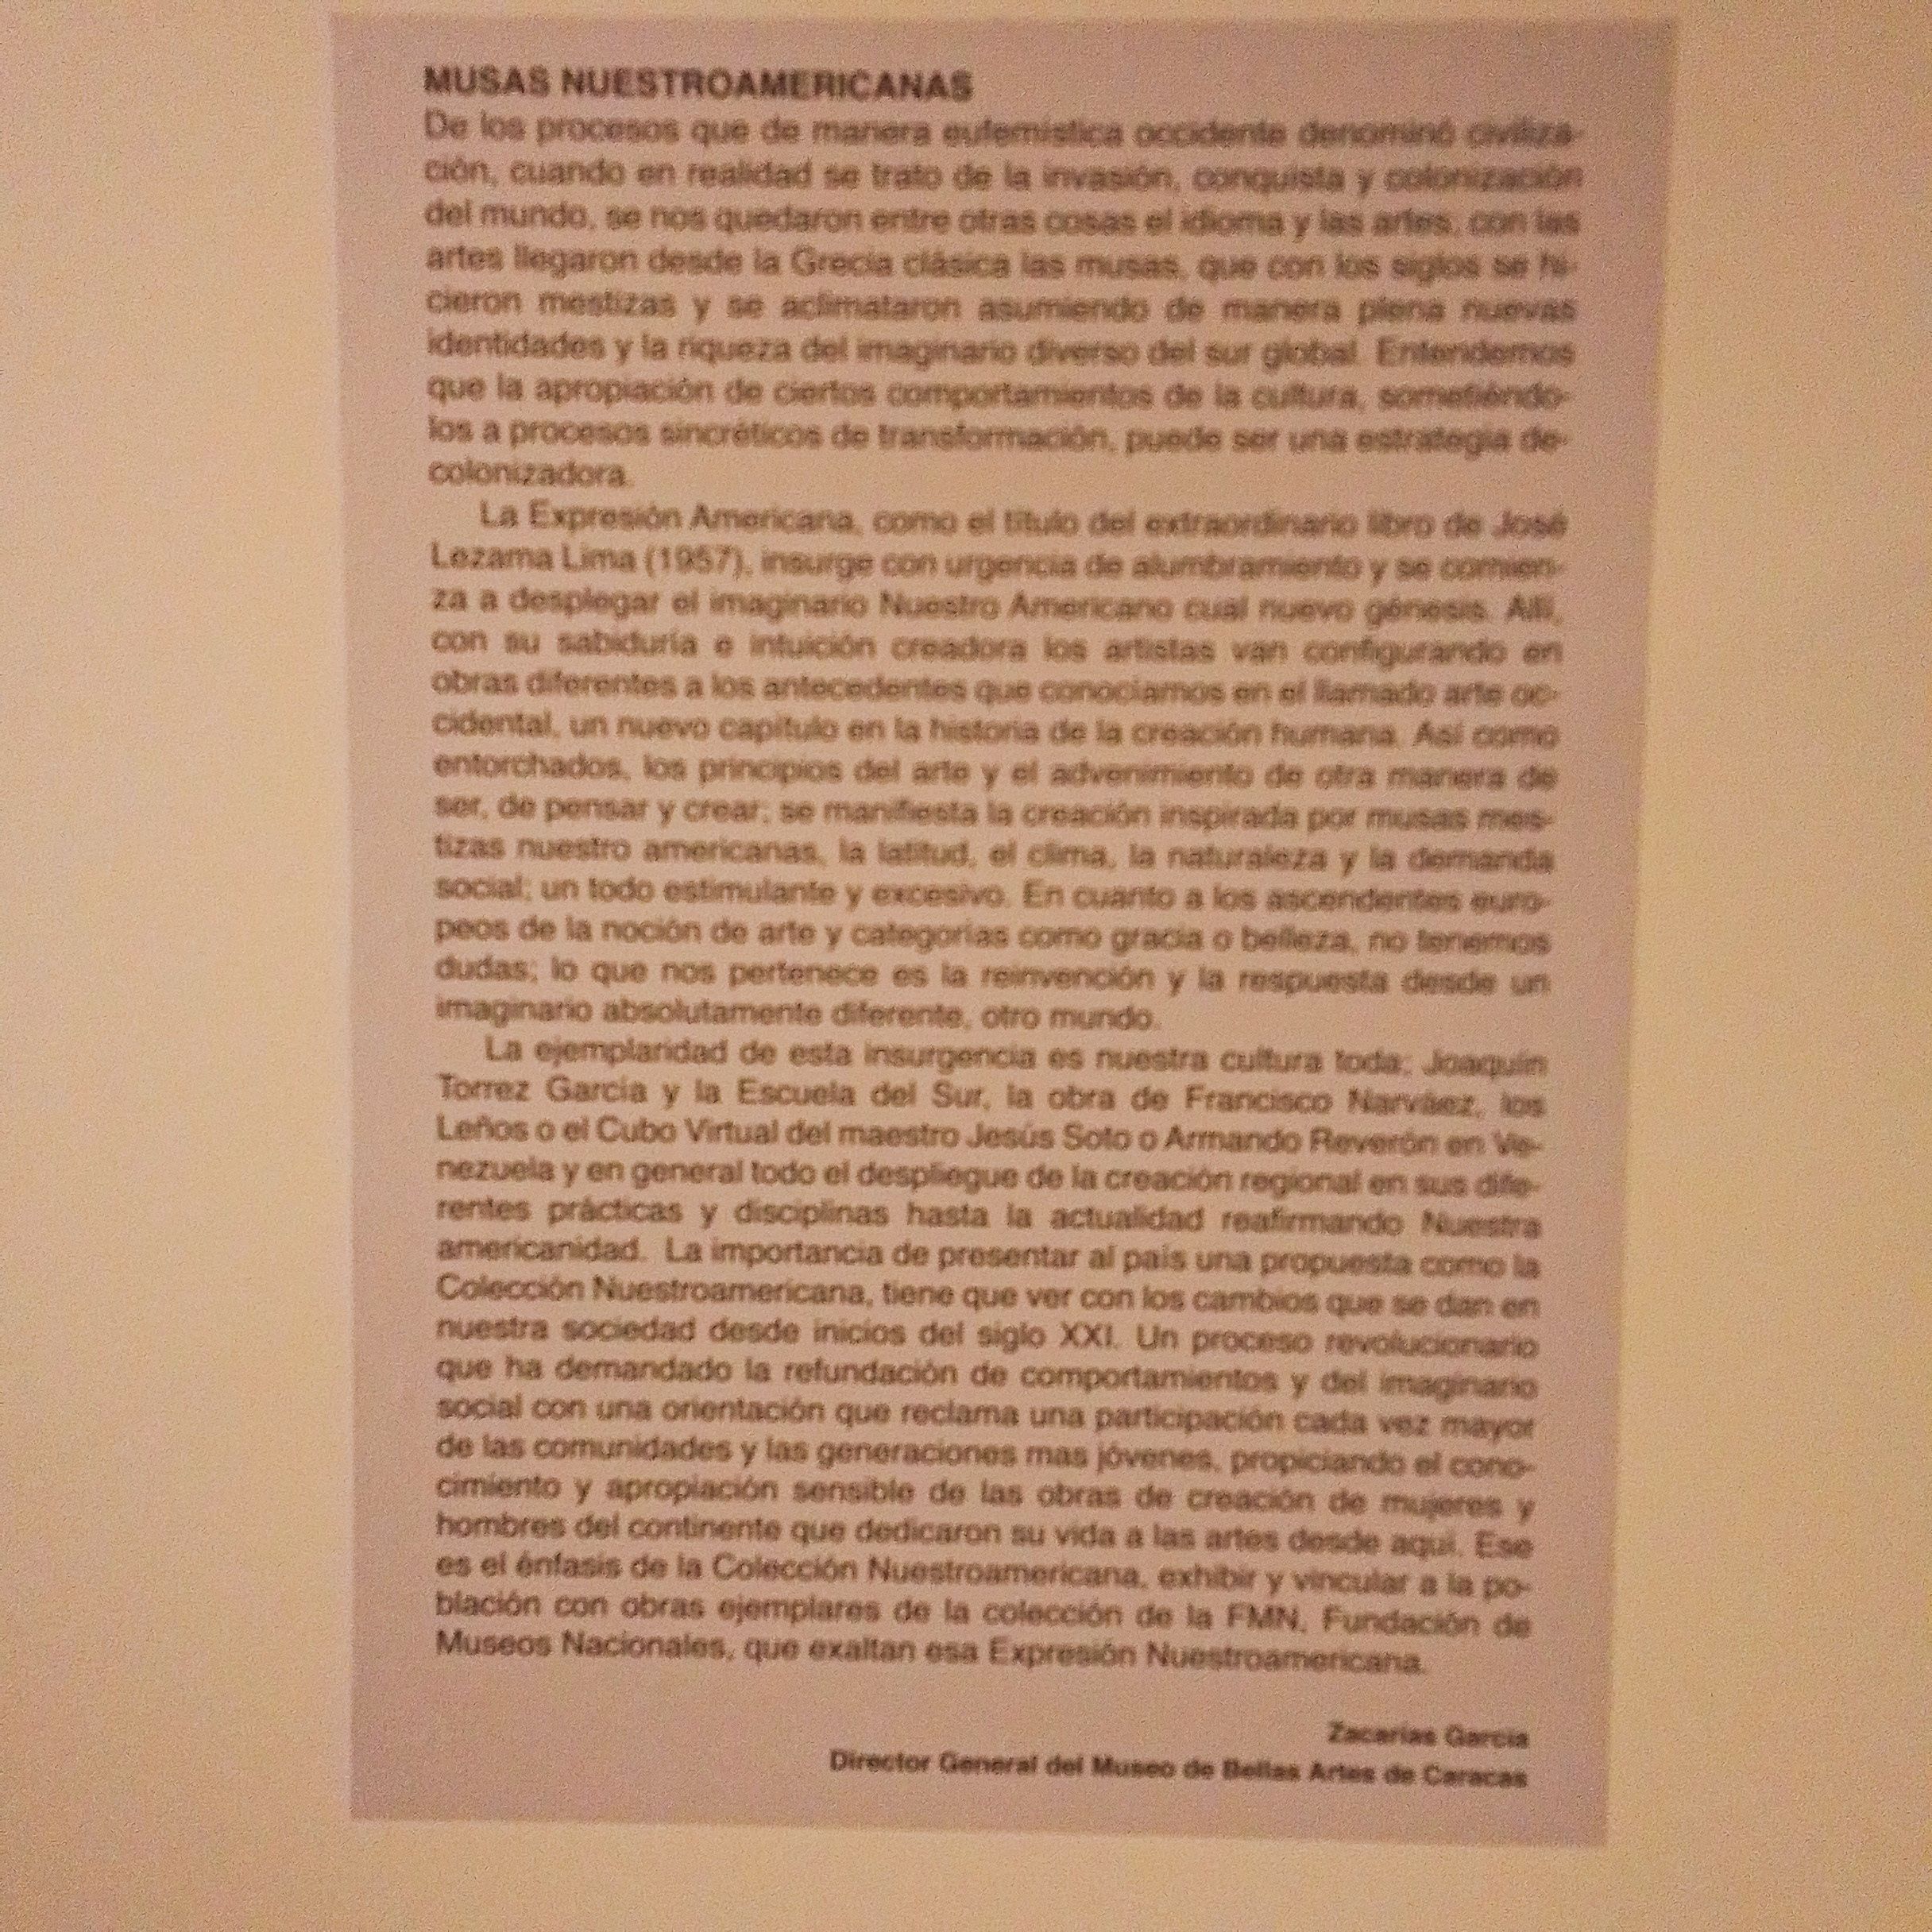 MUSAS NUESTROAMERICANAS
De los procesos que de manera eufemística occidente denominó civiliza-
ción, cuando en realidad se trato de la invasión, conquista y colonización
del mundo, se nos quedaron entre otras cosas el idioma y las artes; con las
artes llegaron desde la Grecia clásica las musas, que con los siglos se hi-
cieron mestizas y se aclimataron asumiendo de manera plena nuevas
identidades y la riqueza del imaginario diverso del sur global. Entendemos
que la apropiación de ciertos comportamientos de la cultura, sometiéndo-
los a procesos sincréticos de transformación, puede ser una estrategia de-
colonizadora.
La Expresión Americana, como el título del extraordinario libro de José
Lezama Lima (1957), insurge con urgencia de alumbramiento y se comien-
za a desplegar el imaginario Nuestro Americano cual nuevo génesis. Allí,
con su sabiduría e intuición creadora los artistas van configurando en
obras diferentes a los antecedentes que conocíamos en el llamado arte oc-
cidental, un nuevo capítulo en la historia de la creación humana. Así como
entorchados, los principios del arte y el advenimiento de otra manera de
ser, de pensar y crear; se manifiesta la creación inspirada por musas mes-
tizas nuestro americanas, la latitud, el clima, la naturaleza y la demanda
social; un todo estimulante y excesivo. En cuanto a los ascendentes euro-
peos de la noción de arte y categorías como gracia o belleza, no tenemos
dudas; lo que nos pertenece es la reinvención y la respuesta desde un
imaginario absolutamente diferente, otro mundo.
La ejemplaridad de esta insurgencia es nuestra cultura toda; Joaquín
Torrez García y la Escuela del Sur, la obra de Francisco Narváez, los
Leños o el Cubo Virtual del maestro Jesús Soto o Armando Reverón en Ve-
nezuela y en general todo el despliegue de la creación regional en sus dife-
rentes prácticas y disciplinas hasta la actualidad reafirmando Nuestra
americanidad. La importancia de presentar al país una propuesta como la
Colección Nuestroamericana, tiene que ver con los cambios que se dan en
nuestra sociedad desde inicios del siglo XXI. Un proceso revolucionario
que ha demandado la refundación de comportamientos y del imaginario
social con una orientación que reclama una participación cada vez mayor
de las comunidades y las generaciones mas jóvenes, propiciando el cono-
cimiento y apropiación sensible de las obras de creación de mujeres y
hombres del continente que dedicaron su vida a las artes desde aquí. Ese
es el énfasis de la Colección Nuestroamericana, exhibir y vincular a la po-
blación con obras ejemplares de la colección de la FMN, Fundación de
Museos Nacionales, que exaltan esa Expresión Nuestroamericana.
Zacarías García
Director General del Museo de Bellas Artes de Caracas